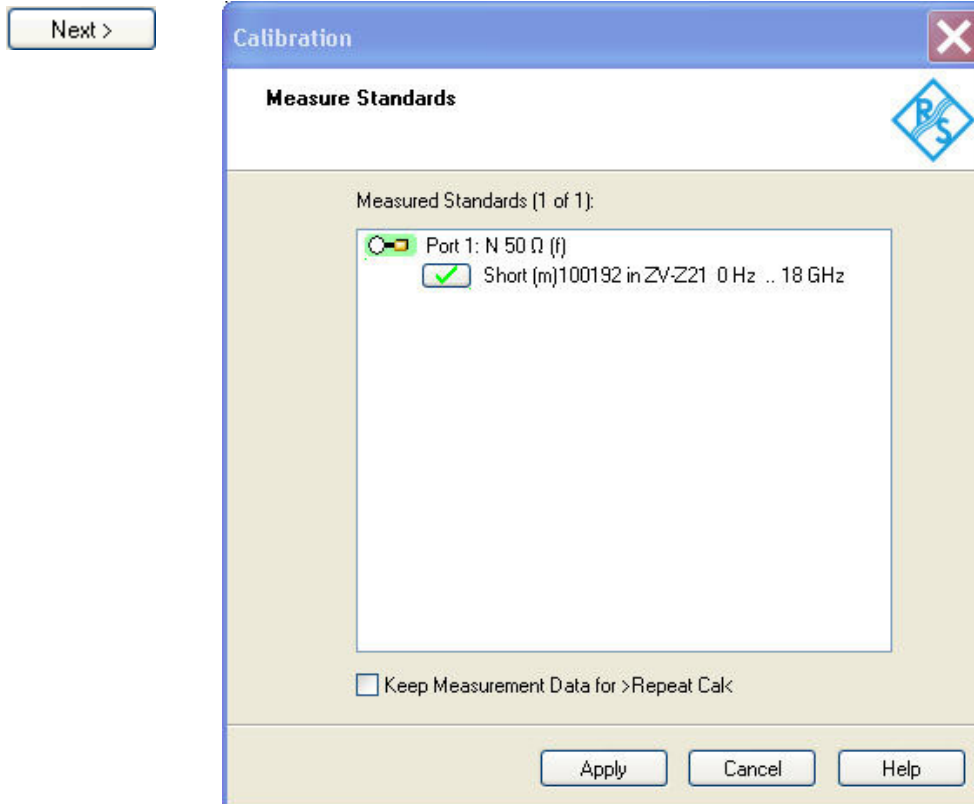 Next >
Calibration
Measure Standards
R
S
Measured Standards (1 of 1):
Port 1: N 50 Ω (f)
Short (m)100192 in ZV-Z21 0 Hz .. 18 GHz
Keep Measurement Data for >Repeat Cal<
Apply Cancel Help